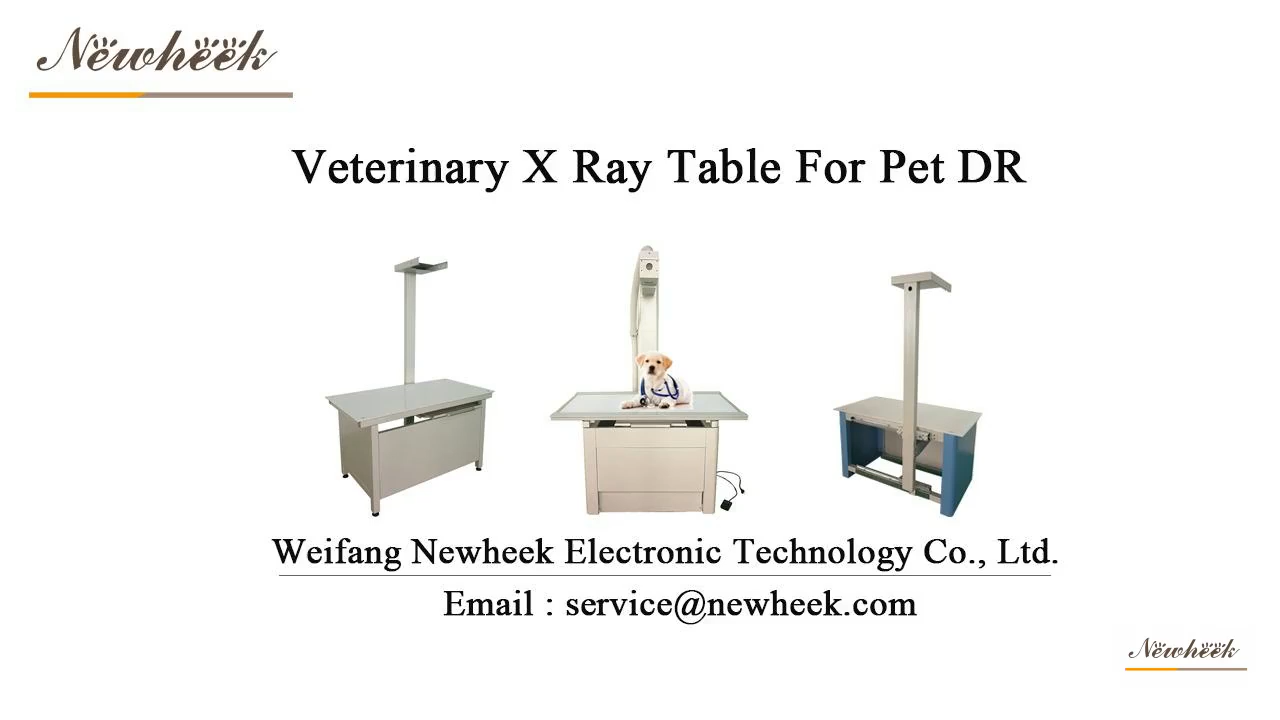 Newheek
Veterinary X Ray Table For Pet DR
Weifang Newheek Electronic Technology Co., Ltd.
Email : service@newheek.com
Newheek